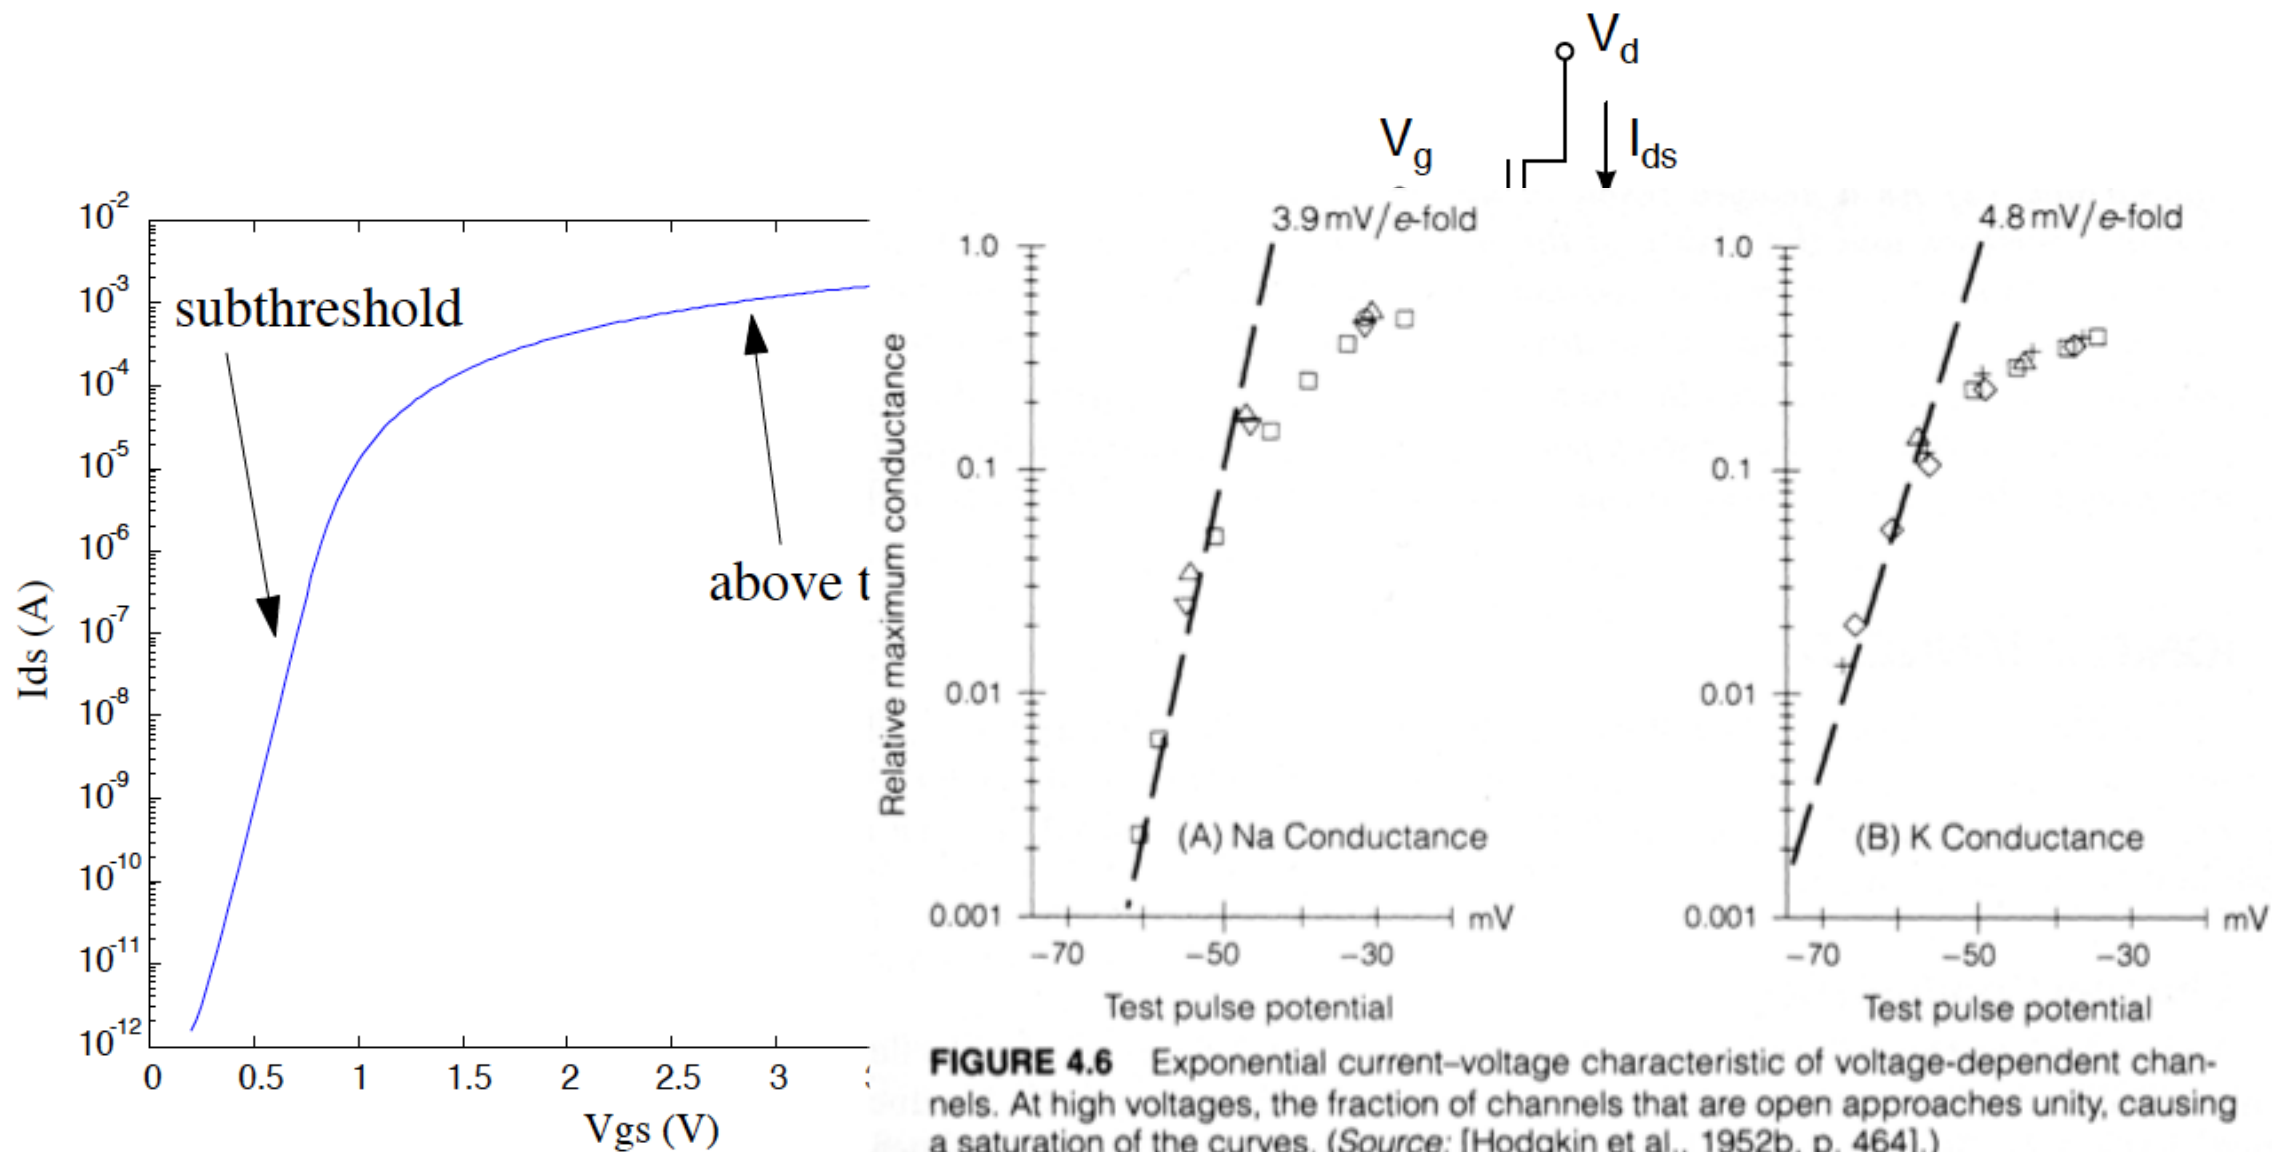 Vd
Vg
Ids
10-2
10-3
10-4
10-5
10-6
10-7
10-8
10-9
10-10
10-11
10-12
Ids (A)
subthreshold
above t
0 0.5 1 1.5 2 2.5 3
Vgs (V)
3.9 mV/e-fold
1.0
0.1
0.01
0.001
Relative maximum conductance
(A) Na Conductance
mV
-70 -50 -30
Test pulse potential
4.8 mV/e-fold
1.0
0.1
0.01
0.001
(B) K Conductance
mV
-70 -50 -30
Test pulse potential
FIGURE 4.6 Exponential current–voltage characteristic of voltage-dependent chan-
nels. At high voltages, the fraction of channels that are open approaches unity, causing
a saturation of the curves. (Source: [Hodgkin et al., 1952b, p. 464].)